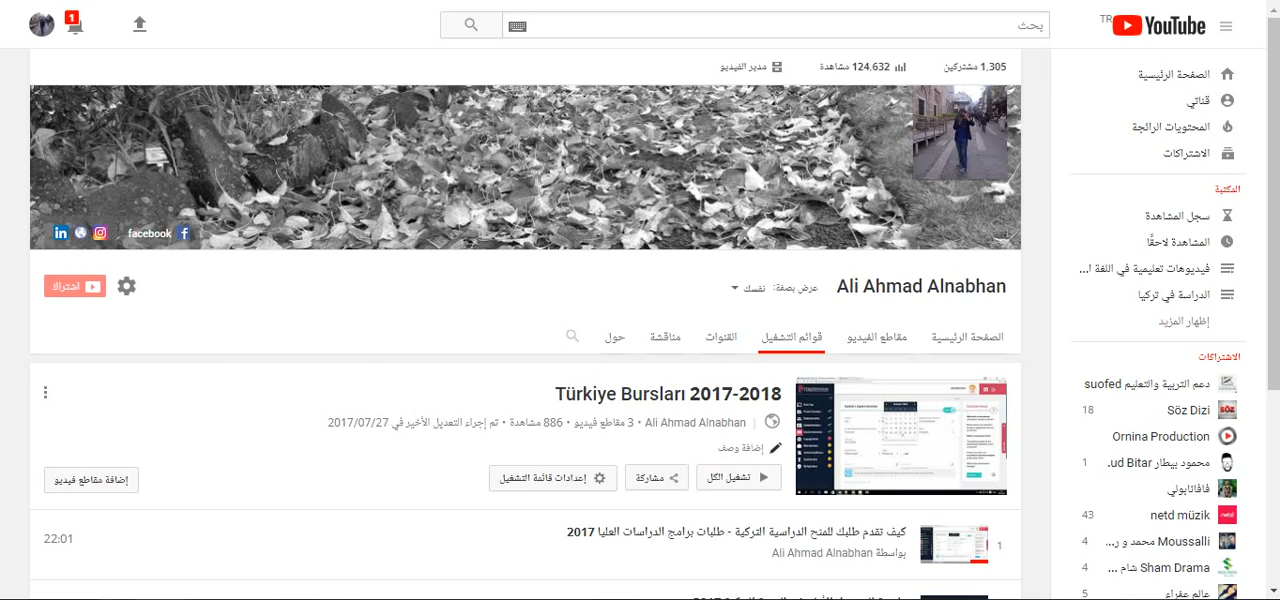 TR YouTube
بحث
1
1,305 مشتركين
124,632 مشاهدة
مدير الفيديو
facebook
Ali Ahmad Alnabhan
عرض بصفة: نفسك
اشتراك
الصفحة الرئيسية
مقاطع الفيديو
قوائم التشغيل
القنوات
مناقشة
حول
Türkiye Bursları 2017-2018
Ali Ahmad Alnabhan • 3 مقاطع فيديو • 886 مشاهدة • تم إجراء التعديل الأخير في 2017/07/27
إضافة وصف
تشغيل الكل
مشاركة
إعدادات قائمة التشغيل
إضافة مقاطع فيديو
1
كيف تقدم طلبك للمنح الدراسية التركية - طلبات برامج الدراسات العليا 2017
بواسطة Ali Ahmad Alnabhan
22:01
الصفحة الرئيسية
قناتي
المحتويات الرائجة
الاشتراكات
المكتبة
سجل المشاهدة
المشاهدة لاحقًا
فيديوهات تعليمية في اللغة ا...
الدراسة في تركيا
إظهار المزيد
الاشتراكات
دعم التربية والتعليم suofed
Söz Dizi 18
Ornina Production
محمود بيطار ud Bitar... 1
فافاتابولي
netd müzik 43
Moussalli محمد و ر... 4
Sham Drama شام ... 4
عالم عفراء 5